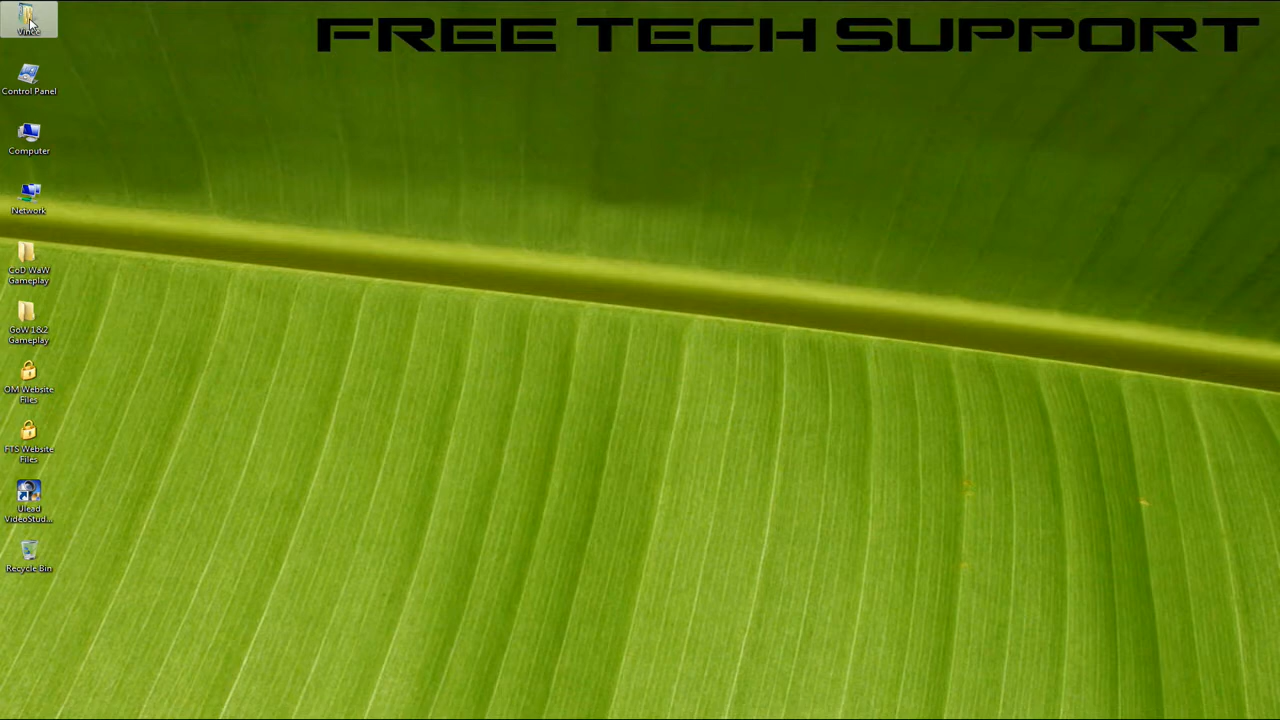 FREE TECH SUPPORT
Vince
Control Panel
Computer
Network
CoD WaW
Gameplay
GoW 1&2
Gameplay
OM Website
Files
FTS Website
Files
Ulead
VideoStud...
Recycle Bin